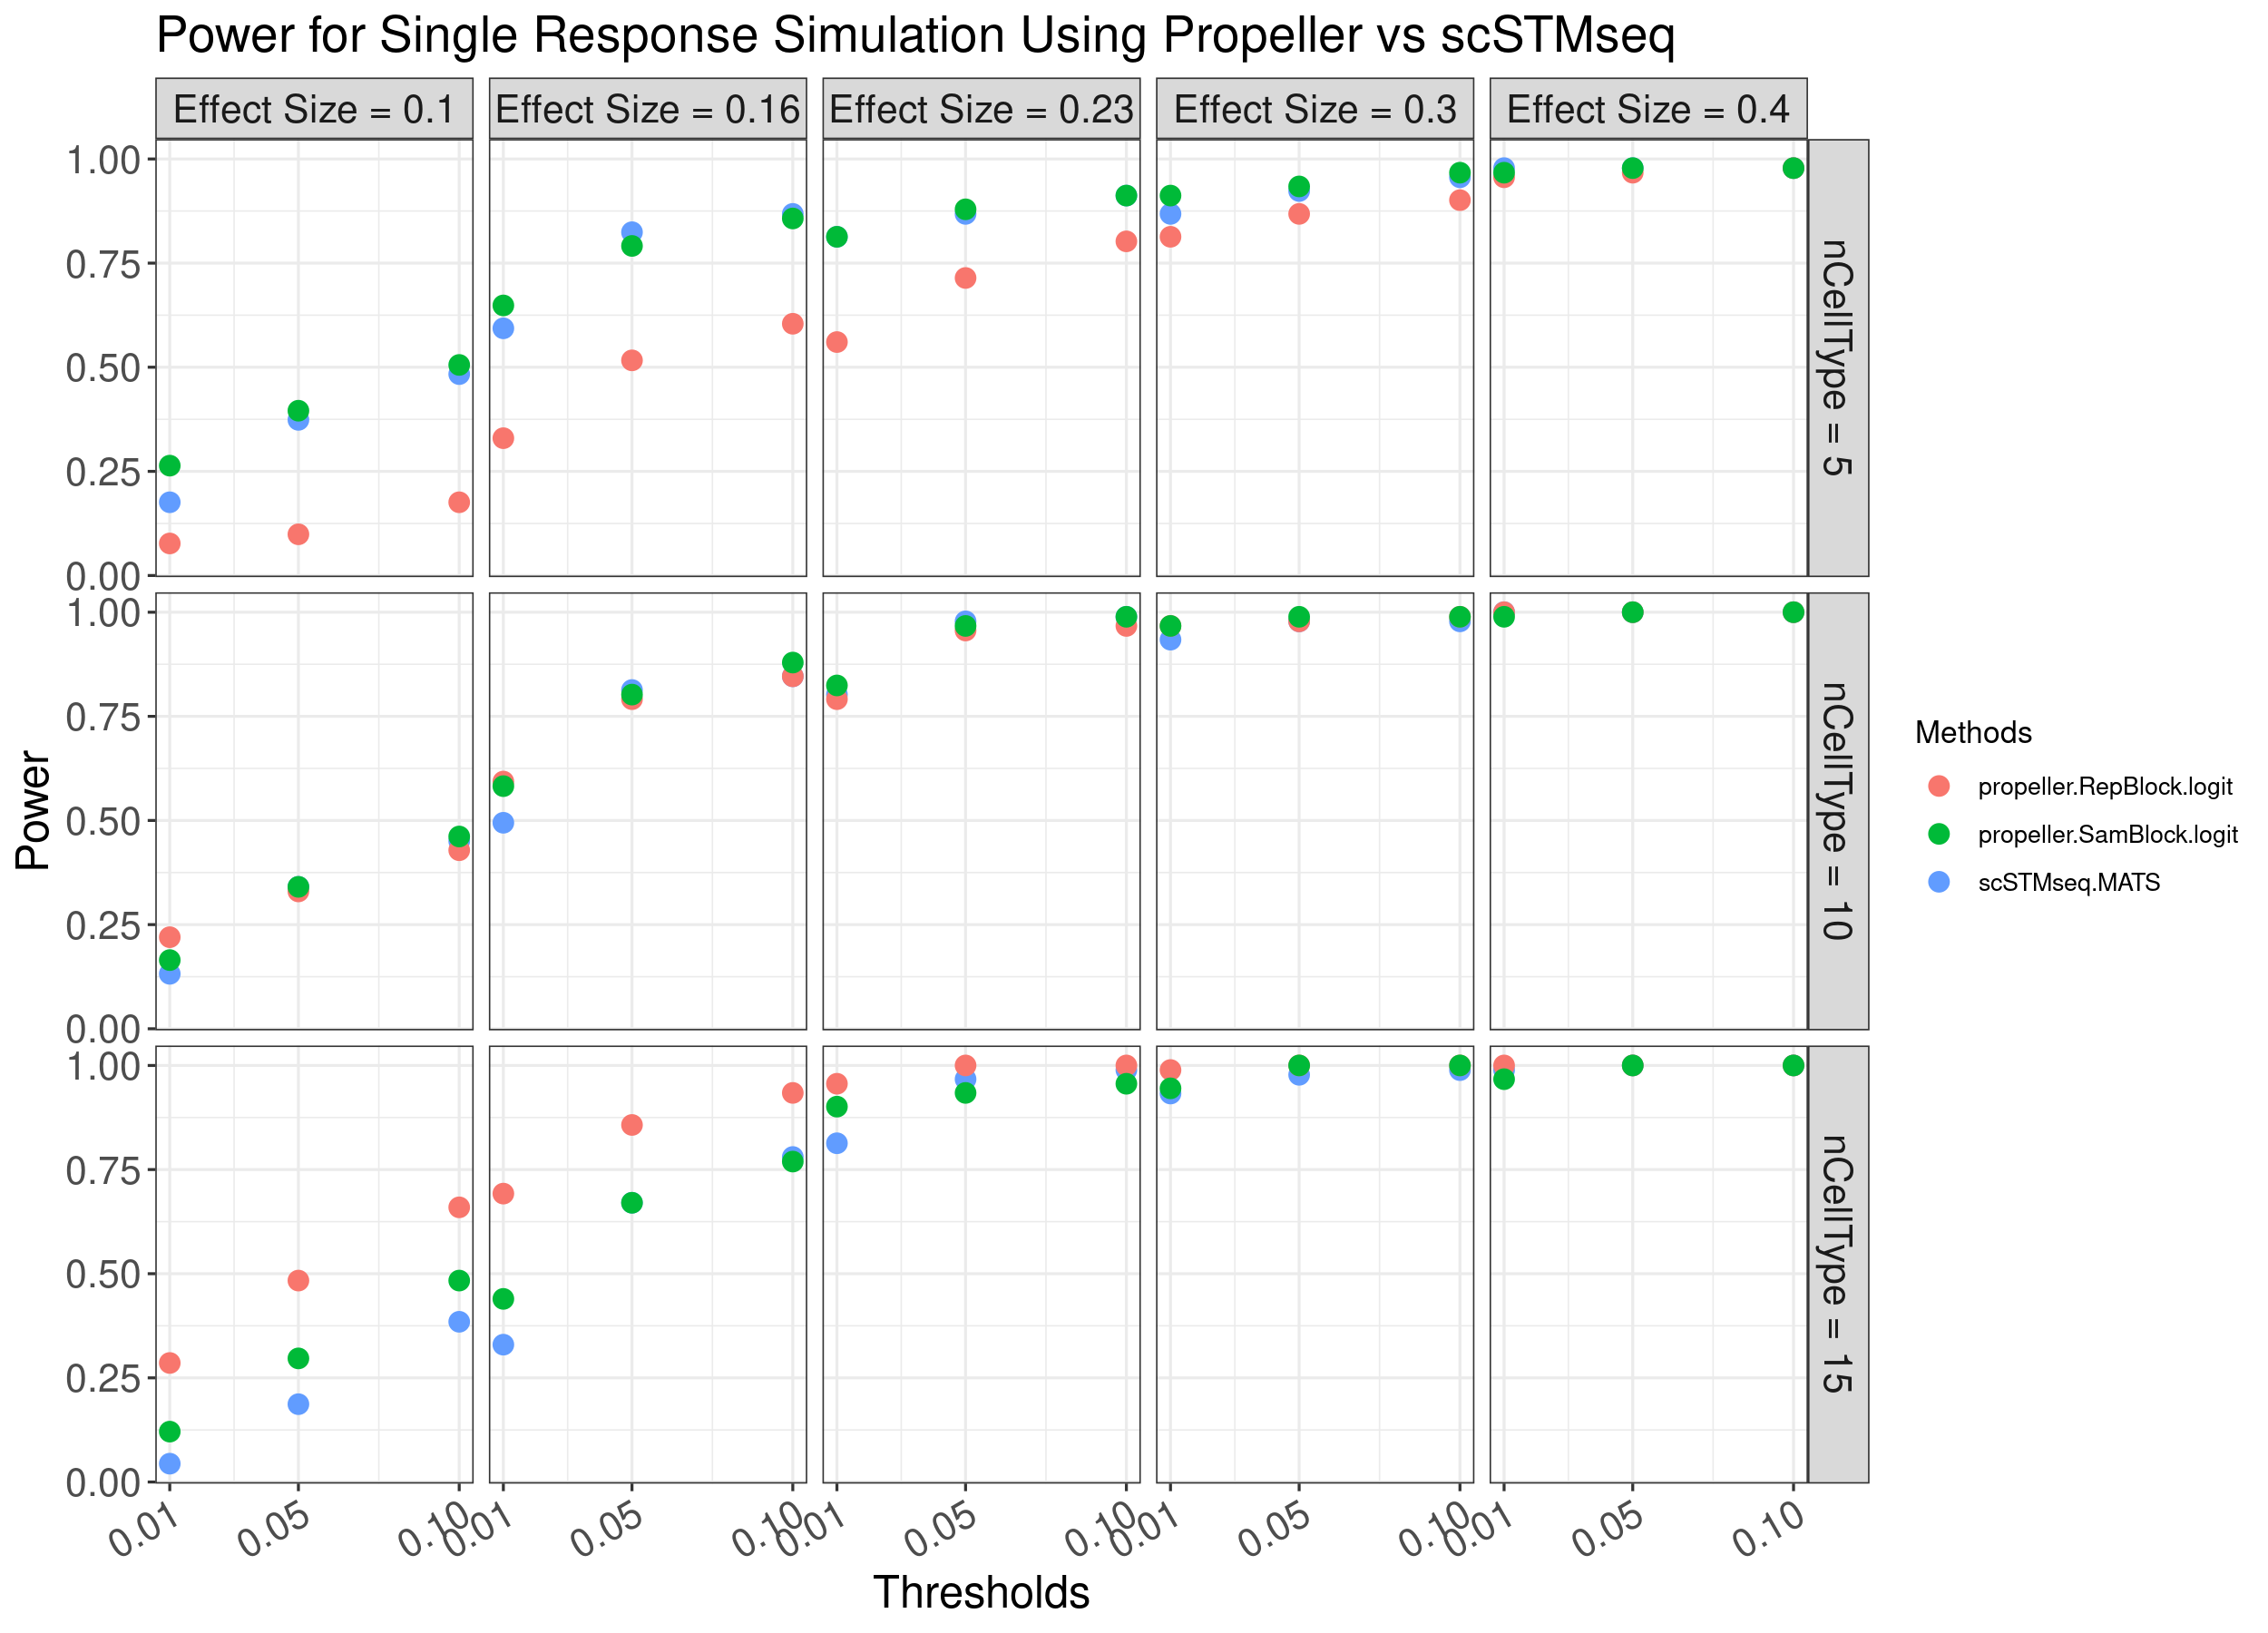 Power for Single Response Simulation Using Propeller vs scSTMseq
Effect Size = 0.1
Effect Size = 0.16
Effect Size = 0.23
Effect Size = 0.3
Effect Size = 0.4
1.00
0.75
0.50
0.25
0.00
nCellType = 5
1.00
0.75
0.50
0.25
0.00
nCellType = 10
1.00
0.75
0.50
0.25
0.00
nCellType = 15
Power
0.01
0.05
0.10
0.01
0.05
0.10
0.01
0.05
0.10
0.01
0.05
0.10
0.01
0.05
0.10
Thresholds
Methods
propeller.RepBlock.logit
propeller.SamBlock.logit
scSTMseq.MATS